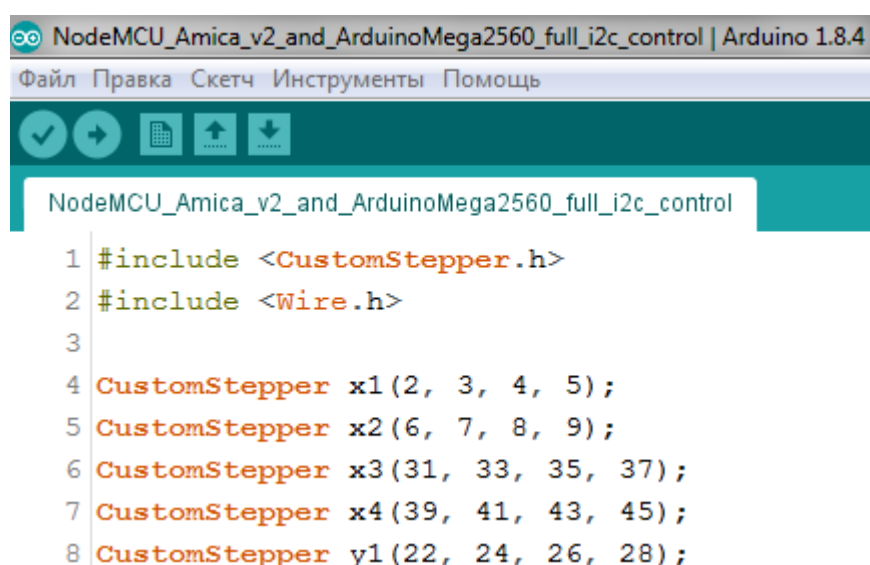 NodeMCU_Amica_v2_and_ArduinoMega2560_full_i2c_control | Arduino 1.8.4
Файл Правка Скетч Инструменты Помощь
NodeMCU_Amica_v2_and_ArduinoMega2560_full_i2c_control
1 #include <CustomStepper.h>
2 #include <Wire.h>
3
4 CustomStepper x1(2, 3, 4, 5);
5 CustomStepper x2(6, 7, 8, 9);
6 CustomStepper x3(31, 33, 35, 37);
7 CustomStepper x4(39, 41, 43, 45);
8 CustomStepper y1(22, 24, 26, 28);